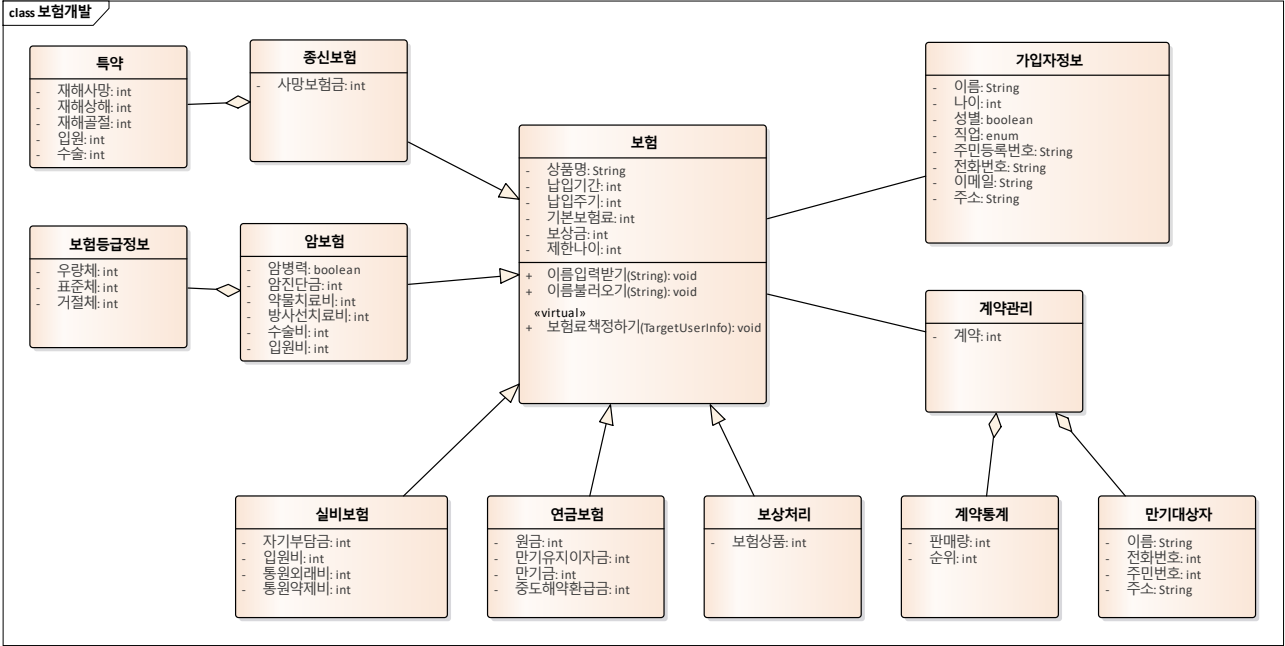 class 보험개발
특약
- 재해사망: int
- 재해상해: int
- 재해골절: int
- 입원: int
- 수술: int
종신보험
- 사망보험금: int
보험
- 상품명: String
- 납입기간: int
- 납입주기: int
- 기본보험료: int
- 보상금: int
- 제한나이: int
+ 이름입력받기(String): void
+ 이름불러오기(String): void
«virtual»
+ 보험료책정하기(TargetUserInfo): void
가입자정보
- 이름: String
- 나이: int
- 성별: boolean
- 직업: enum
- 주민등록번호: String
- 전화번호: String
- 이메일: String
- 주소: String
보험등급정보
- 우량체: int
- 표준체: int
- 거절체: int
암보험
- 암병력: boolean
- 암진단금: int
- 약물치료비: int
- 방사선치료비: int
- 수술비: int
- 입원비: int
계약관리
- 계약: int
실비보험
- 자기부담금: int
- 입원비: int
- 통원외래비: int
- 통원약제비: int
연금보험
- 원금: int
- 만기유지이자금: int
- 만기금: int
- 중도해약환급금: int
보상처리
- 보험상품: int
계약통계
- 판매량: int
- 순위: int
만기대상자
- 이름: String
- 전화번호: int
- 주민번호: int
- 주소: String